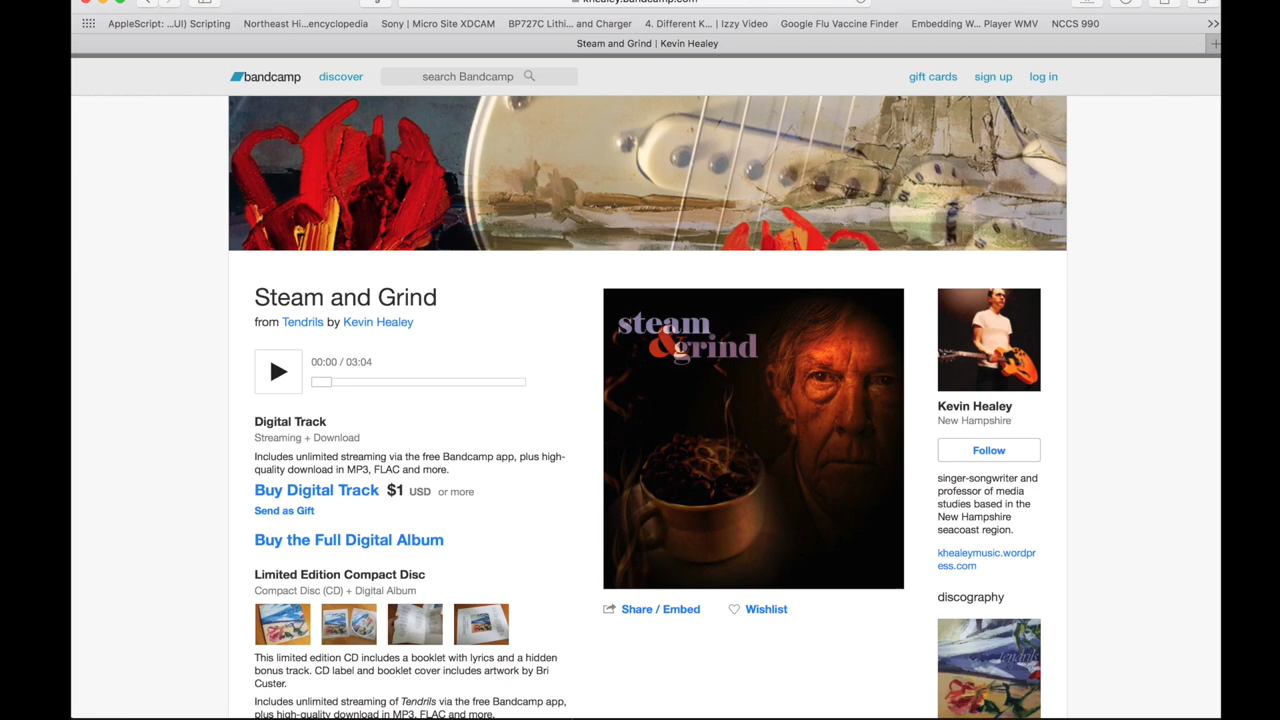 khealey.bandcamp.com
AppleScript: ...UI) Scripting
Northeast Hi...encyclopedia
Sony | Micro Site XDCAM
BP727C Lithi... and Charger
4. Different K... | Izzy Video
Google Flu Vaccine Finder
Embedding W... Player WMV
NCCS 990
Steam and Grind | Kevin Healey
bandcamp
discover
search Bandcamp
gift cards
sign up
log in
Steam and Grind
from Tendrils by Kevin Healey
00:00 / 03:04
Digital Track
Streaming + Download
Includes unlimited streaming via the free Bandcamp app, plus high-
quality download in MP3, FLAC and more.
Buy Digital Track $1 USD or more
Send as Gift
Buy the Full Digital Album
Limited Edition Compact Disc
Compact Disc (CD) + Digital Album
This limited edition CD includes a booklet with lyrics and a hidden
bonus track. CD label and booklet cover includes artwork by Bri
Custer.
Includes unlimited streaming of Tendrils via the free Bandcamp app,
plus high-quality download in MP3, FLAC and more.
steam
&grind
Share / Embed
Wishlist
Kevin Healey
New Hampshire
Follow
singer-songwriter and
professor of media
studies based in the
New Hampshire
seacoast region.
khealeymusic.wordpr
ess.com
discography
tendrils